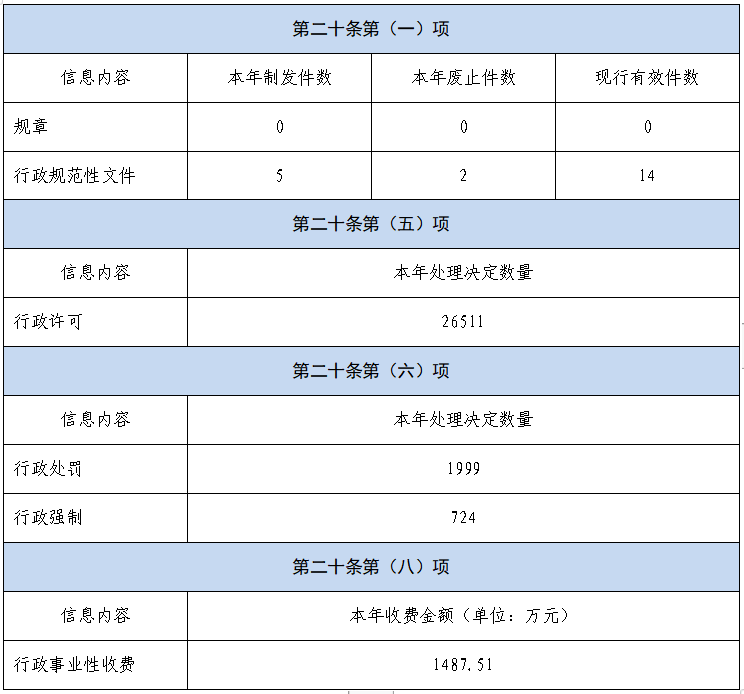 第二十条第（一）项
信息内容 本年制发件数 本年废止件数 现行有效件数
规章 0 0 0
行政规范性文件 5 2 14
第二十条第（五）项
信息内容 本年处理决定数量
行政许可 26511
第二十条第（六）项
信息内容 本年处理决定数量
行政处罚 1999
行政强制 724
第二十条第（八）项
信息内容 本年收费金额（单位：万元）
行政事业性收费 1487.51